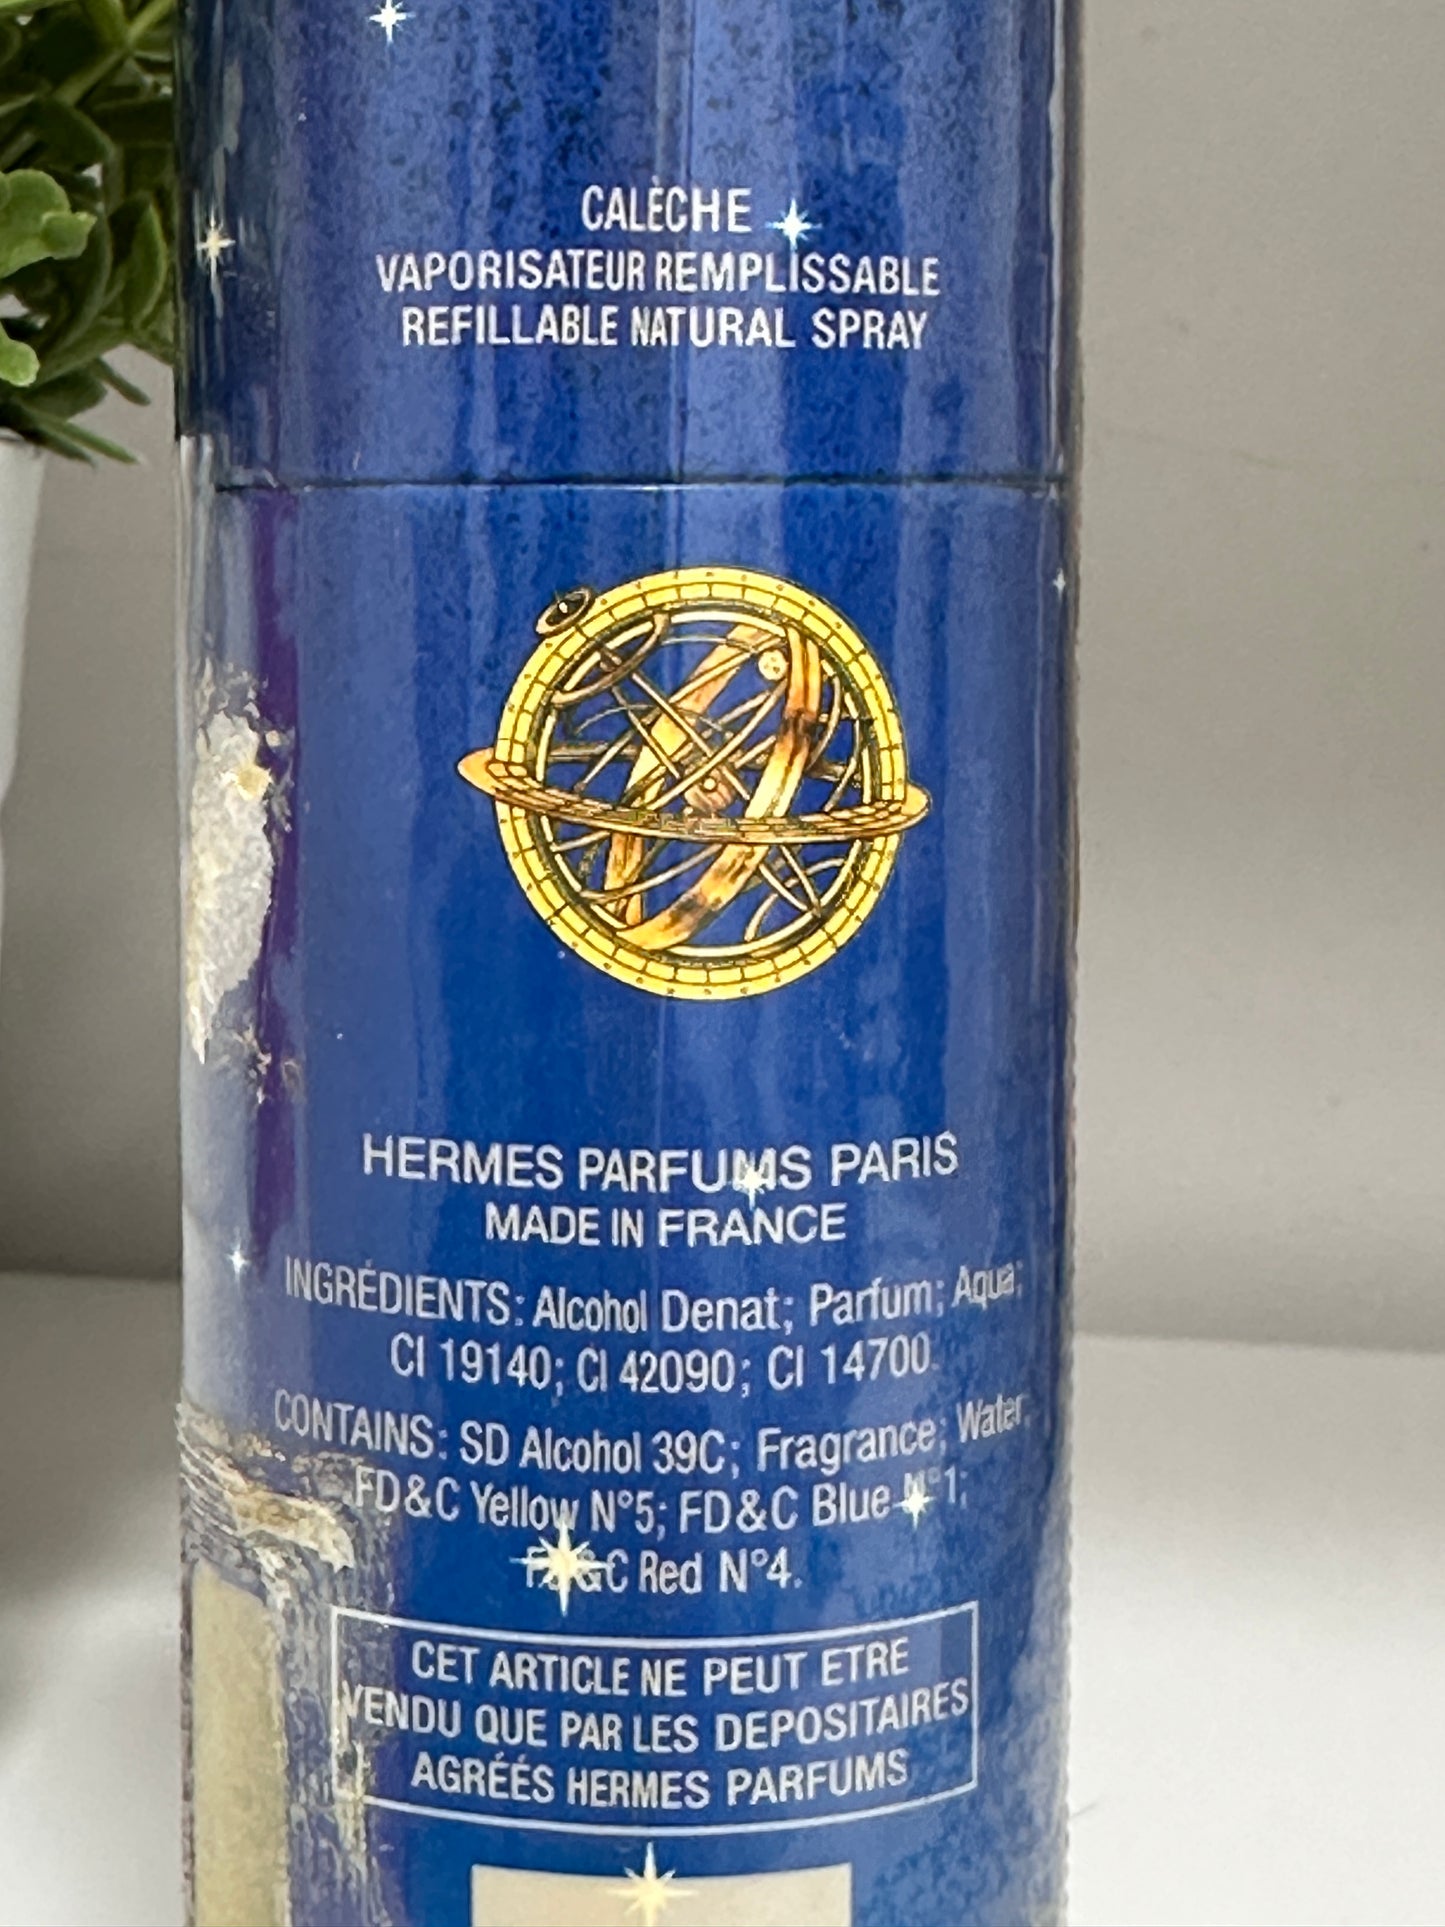 CALÈCHE
VAPORISATEUR REMPLISSABLE
REFILLABLE NATURAL SPRAY
HERMES PARFUMS PARIS
MADE IN FRANCE
INGRÉDIENTS: Alcohol Denat; Parfum; Aqua;
CI 19140; CI 42090; CI 14700.
CONTAINS: SD Alcohol 39C; Fragrance; Water;
FD&C Yellow N°5; FD&C Blue N°1;
FD&C Red N°4.
CET ARTICLE NE PEUT ETRE
VENDU QUE PAR LES DEPOSITAIRES
AGRÉÉS HERMES PARFUMS